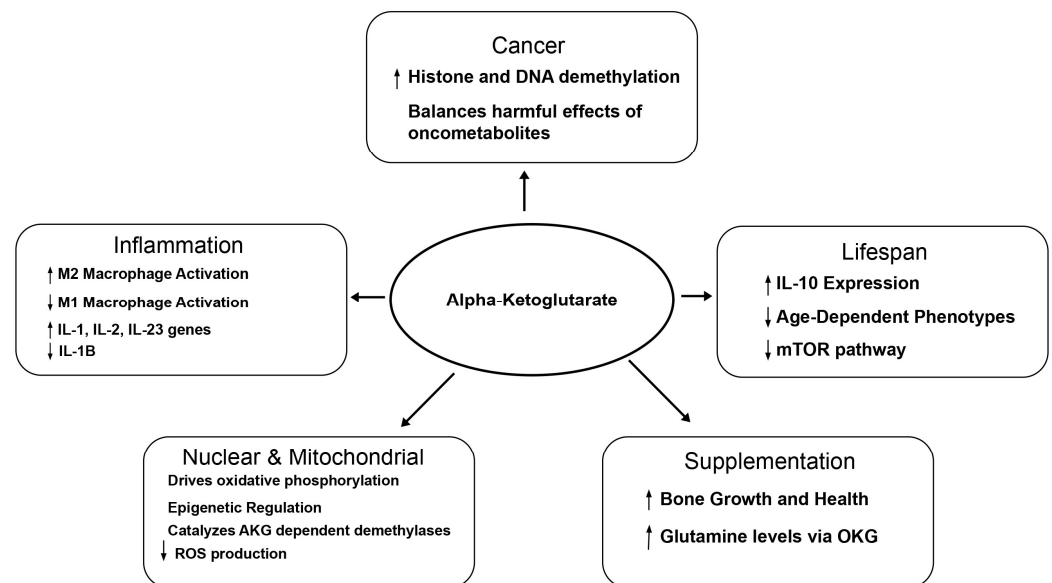 Cancer
↑ Histone and DNA demethylation
Balances harmful effects of
oncometabolites
Inflammation
↑ M2 Macrophage Activation
↓ M1 Macrophage Activation
↑ IL-1, IL-2, IL-23 genes
↓ IL-1B
Alpha-Ketoglutarate
Lifespan
↑ IL-10 Expression
↓ Age-Dependent Phenotypes
↓ mTOR pathway
Nuclear & Mitochondrial
Drives oxidative phosphorylation
Epigenetic Regulation
Catalyzes AKG dependent demethylases
↓ ROS production
Supplementation
↑ Bone Growth and Health
↑ Glutamine levels via OKG